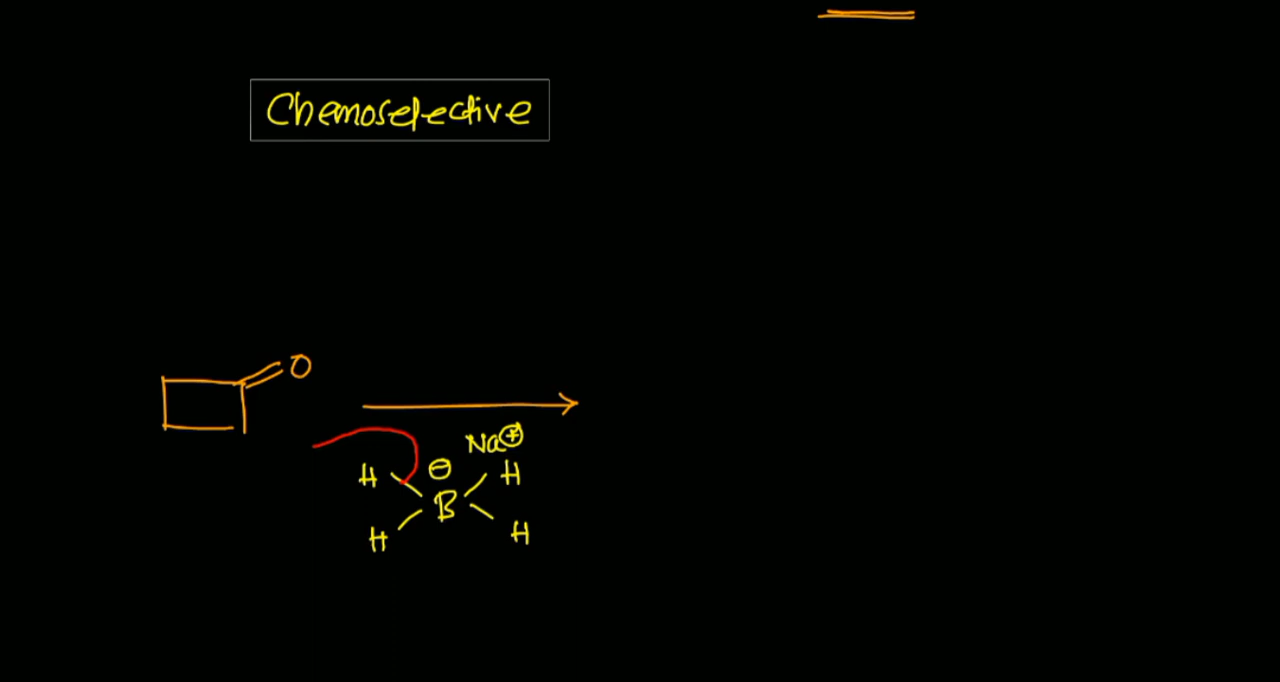 Chemoselective
O
Na⊕
H ⊖ H
B
H H